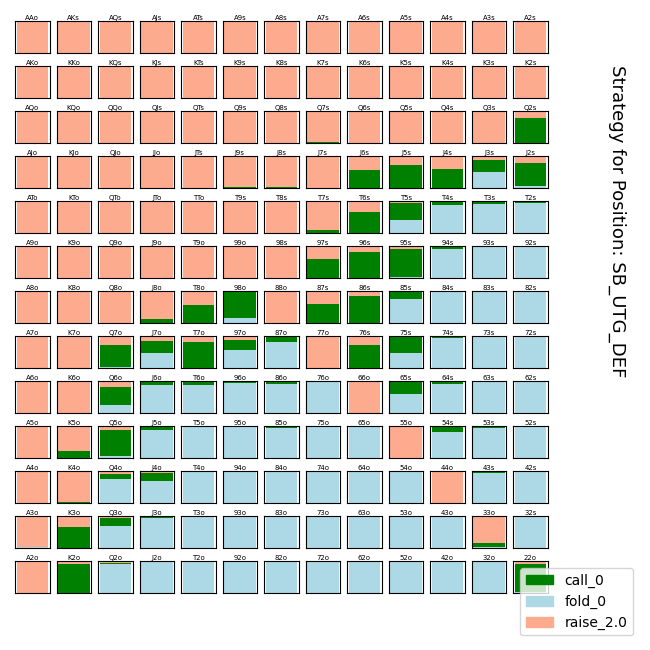 AAo AKs AQs AJs ATs A9s A8s A7s A6s A5s A4s A3s A2s
AKo KKo KQs KJs KTs K9s K8s K7s K6s K5s K4s K3s K2s
AQo KQo QQo QJs QTs Q9s Q8s Q7s Q6s Q5s Q4s Q3s Q2s
AJo KJo QJo JJo JTs J9s J8s J7s J6s J5s J4s J3s J2s
ATo KTo QTo JTo TTo T9s T8s T7s T6s T5s T4s T3s T2s
A9o K9o Q9o J9o T9o 99o 98s 97s 96s 95s 94s 93s 92s
A8o K8o Q8o J8o T8o 98o 88o 87s 86s 85s 84s 83s 82s
A7o K7o Q7o J7o T7o 97o 87o 77o 76s 75s 74s 73s 72s
A6o K6o Q6o J6o T6o 96o 86o 76o 66o 65s 64s 63s 62s
A5o K5o Q5o J5o T5o 95o 85o 75o 65o 55o 54s 53s 52s
A4o K4o Q4o J4o T4o 94o 84o 74o 64o 54o 44o 43s 42s
A3o K3o Q3o J3o T3o 93o 83o 73o 63o 53o 43o 33o 32s
A2o K2o Q2o J2o T2o 92o 82o 72o 62o 52o 42o 32o 22o
Strategy for Position: SB_UTG_DEF
call_0
fold_0
raise_2.0